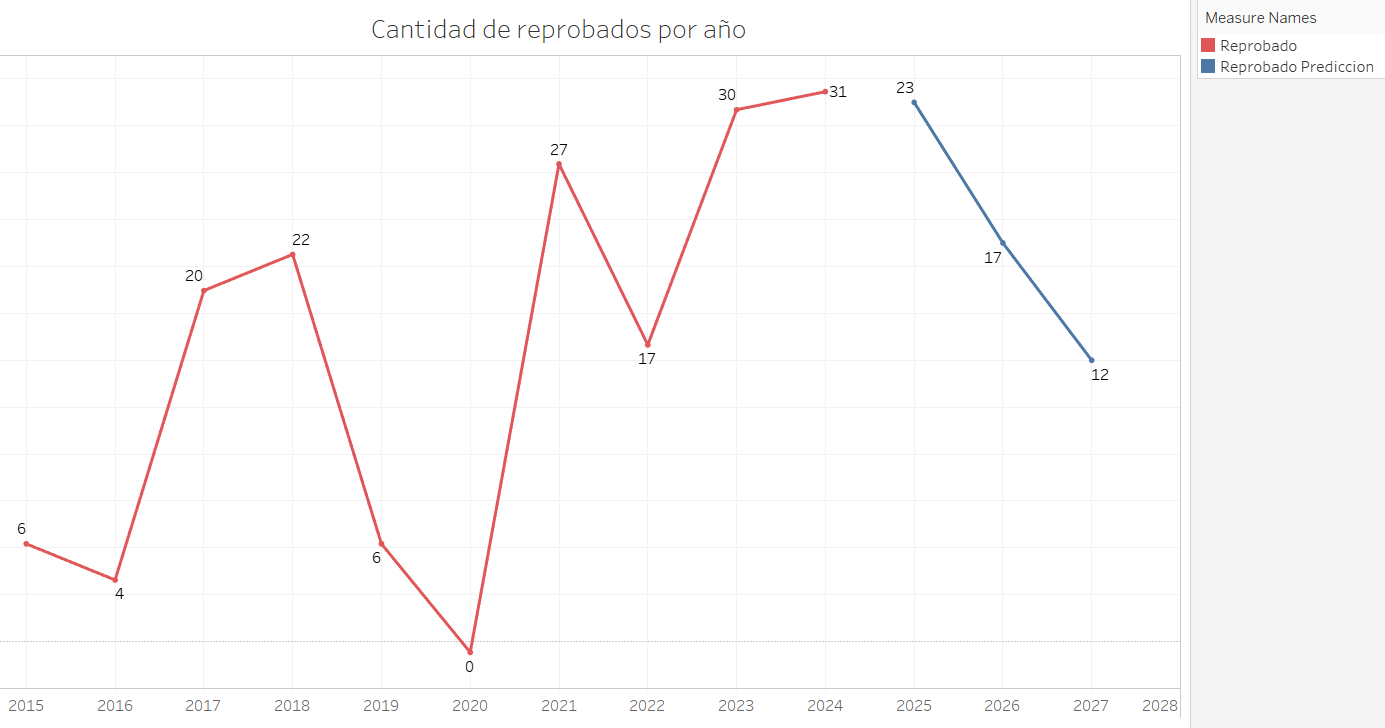 Cantidad de reprobados por año
Measure Names
Reprobado
Reprobado Prediccion
6
4
20
22
6
0
27
17
30
31
23
17
12
2015 2016 2017 2018 2019 2020 2021 2022 2023 2024 2025 2026 2027 2028